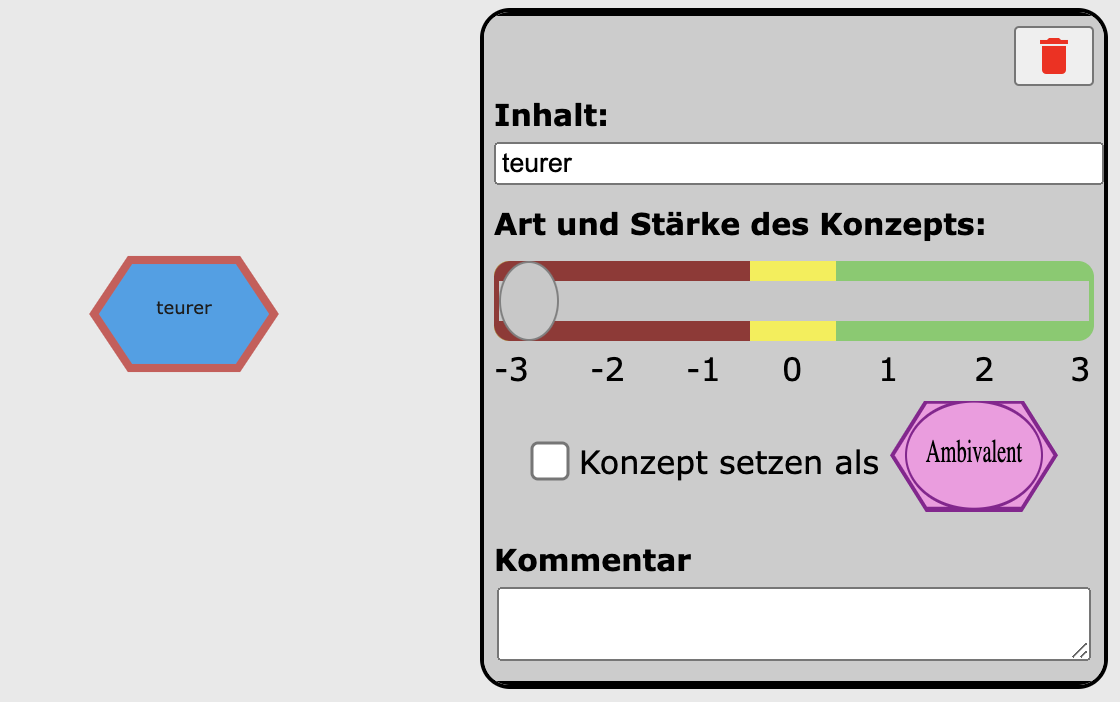 Inhalt:
teurer
Art und Stärke des Konzepts:
teurer
-3 -2 -1 0 1 2 3
Konzept setzen als Ambivalent
Kommentar